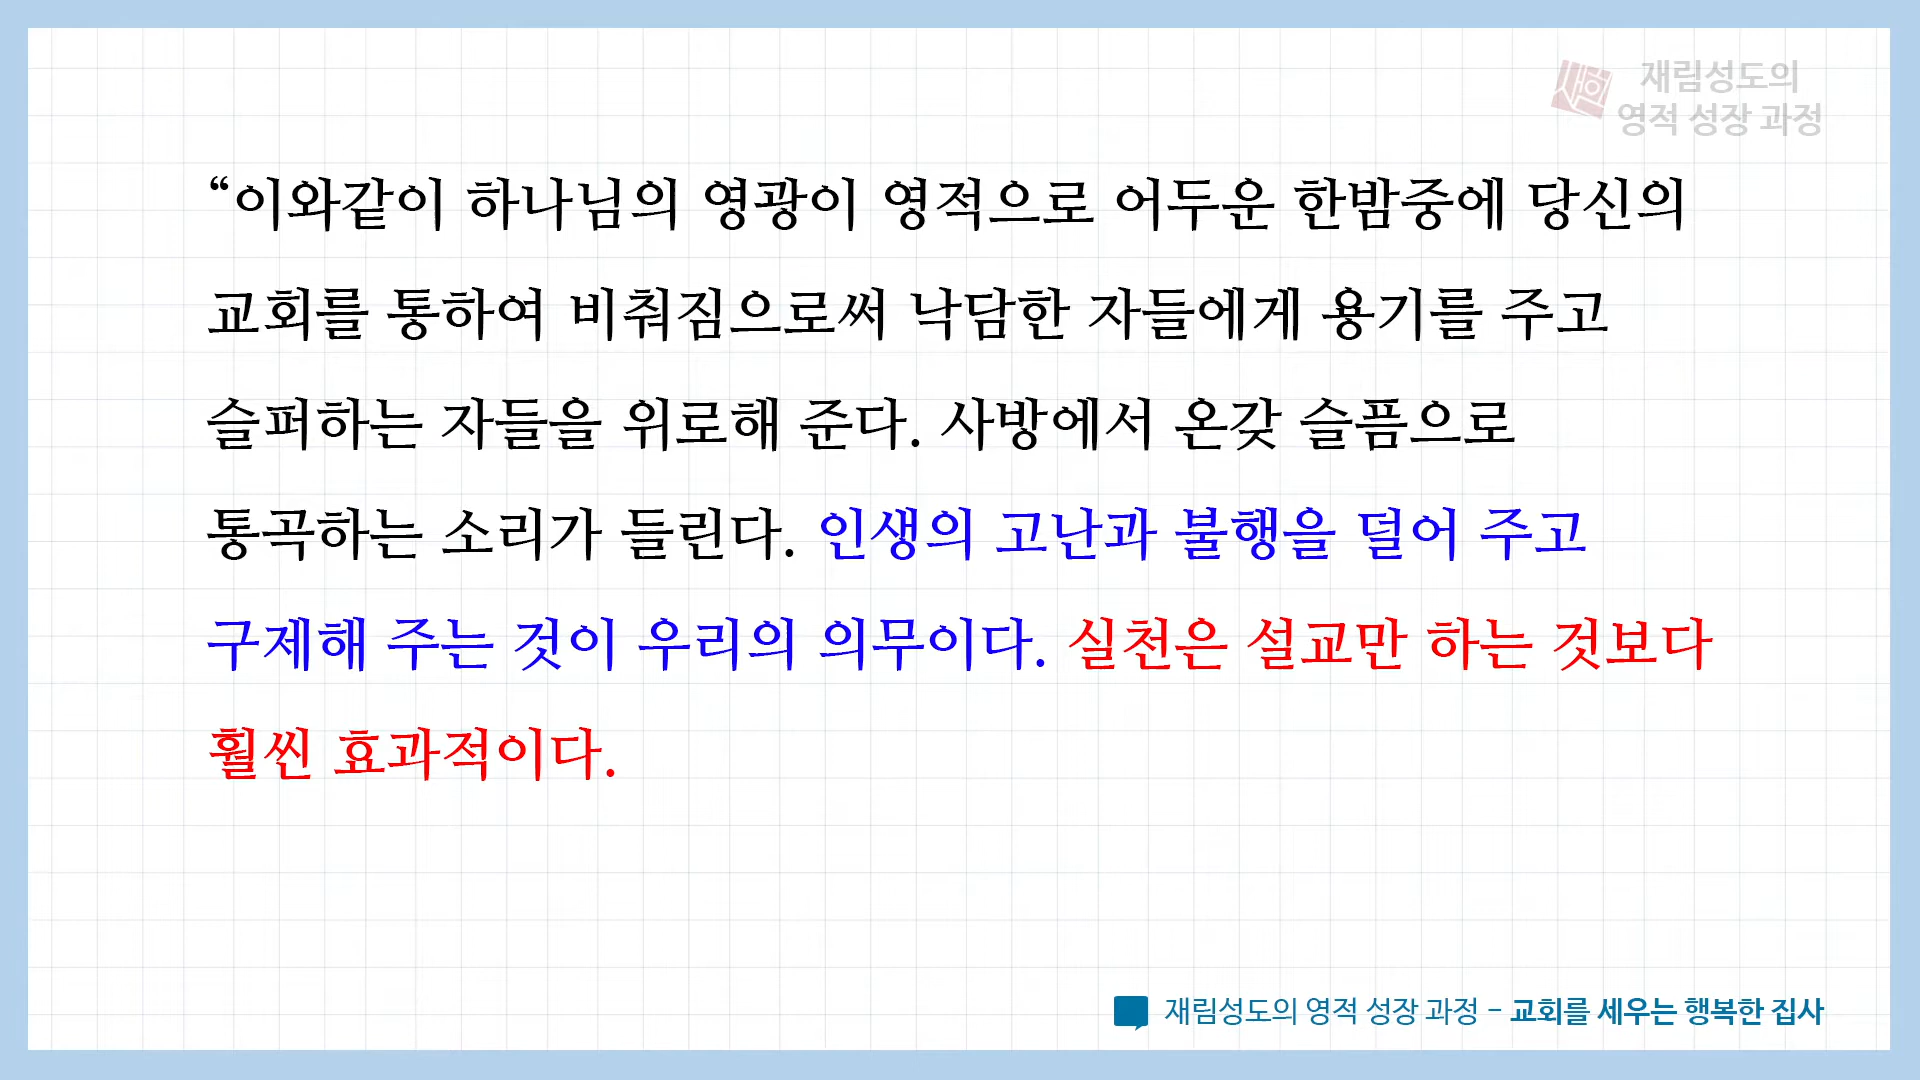 재림성도의
영적 성장 과정
“이와같이 하나님의 영광이 영적으로 어두운 한밤중에 당신의
교회를 통하여 비춰짐으로써 낙담한 자들에게 용기를 주고
슬퍼하는 자들을 위로해 준다. 사방에서 온갖 슬픔으로
통곡하는 소리가 들린다. 인생의 고난과 불행을 덜어 주고
구제해 주는 것이 우리의 의무이다. 실천은 설교만 하는 것보다
훨씬 효과적이다.
재림성도의 영적 성장 과정 - 교회를 세우는 행복한 집사